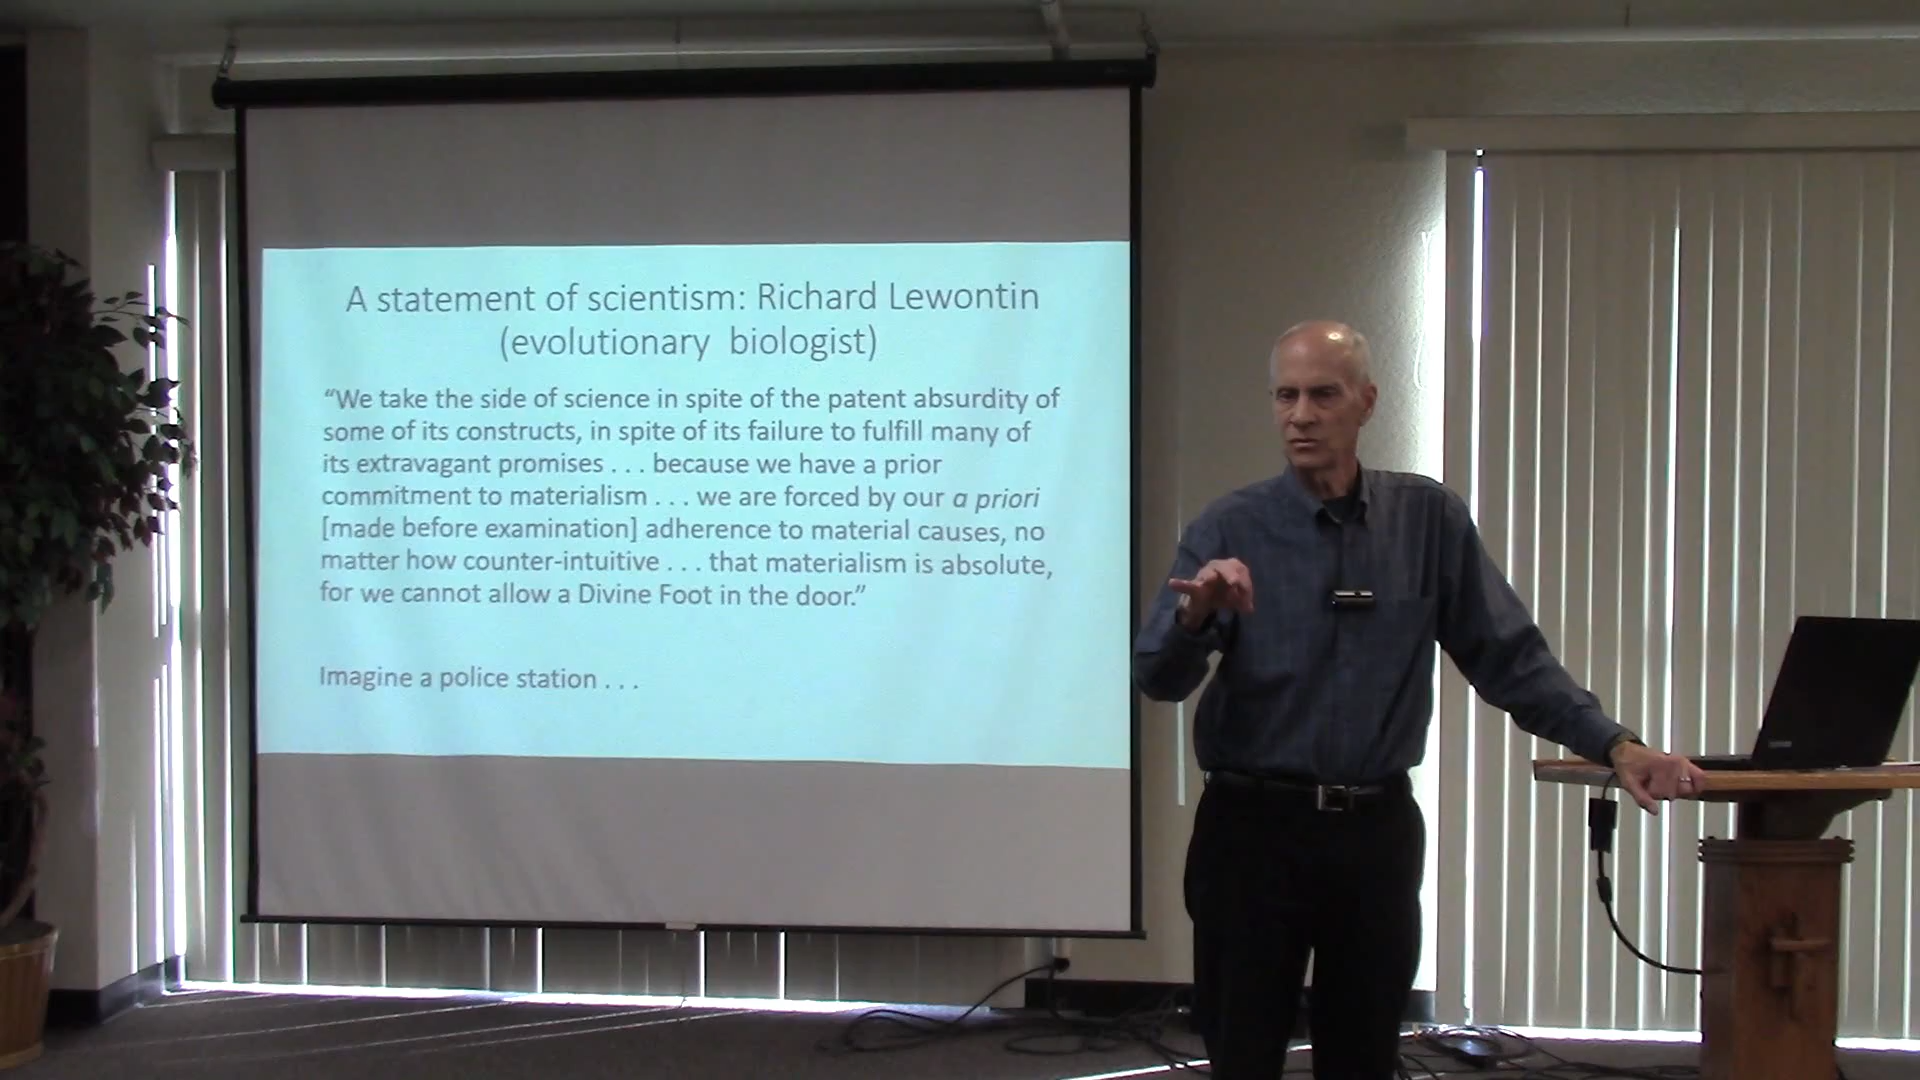 A statement of scientism: Richard Lewontin
(evolutionary biologist)
“We take the side of science in spite of the patent absurdity of
some of its constructs, in spite of its failure to fulfill many of
its extravagant promises . . . because we have a prior
commitment to materialism . . . we are forced by our a priori
[made before examination] adherence to material causes, no
matter how counter-intuitive . . . that materialism is absolute,
for we cannot allow a Divine Foot in the door.”
Imagine a police station . . .